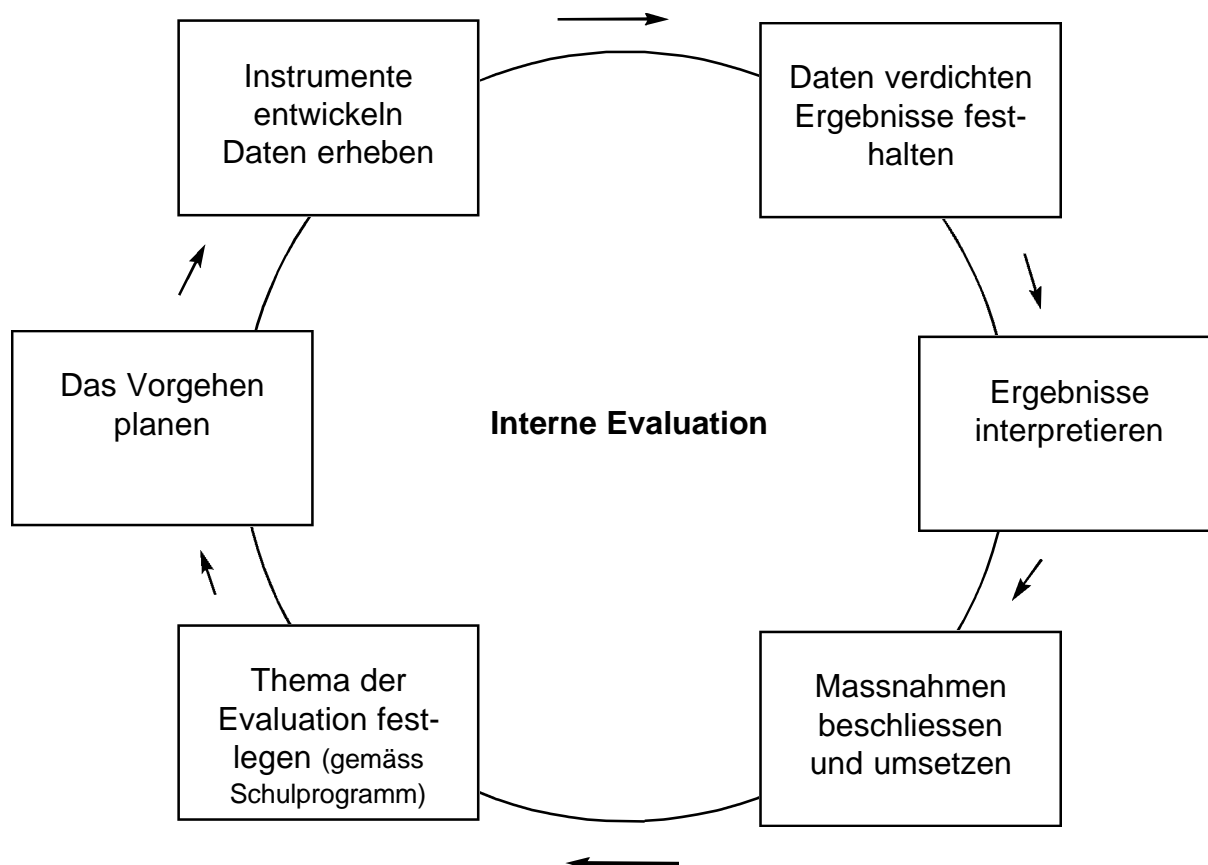 Instrumente
entwickeln
Daten erheben
Daten verdichten
Ergebnisse fest-
halten
Das Vorgehen
planen
Interne Evaluation
Ergebnisse
interpretieren
Thema der
Evaluation fest-
legen (gemäss
Schulprogramm)
Massnahmen
beschliessen
und umsetzen